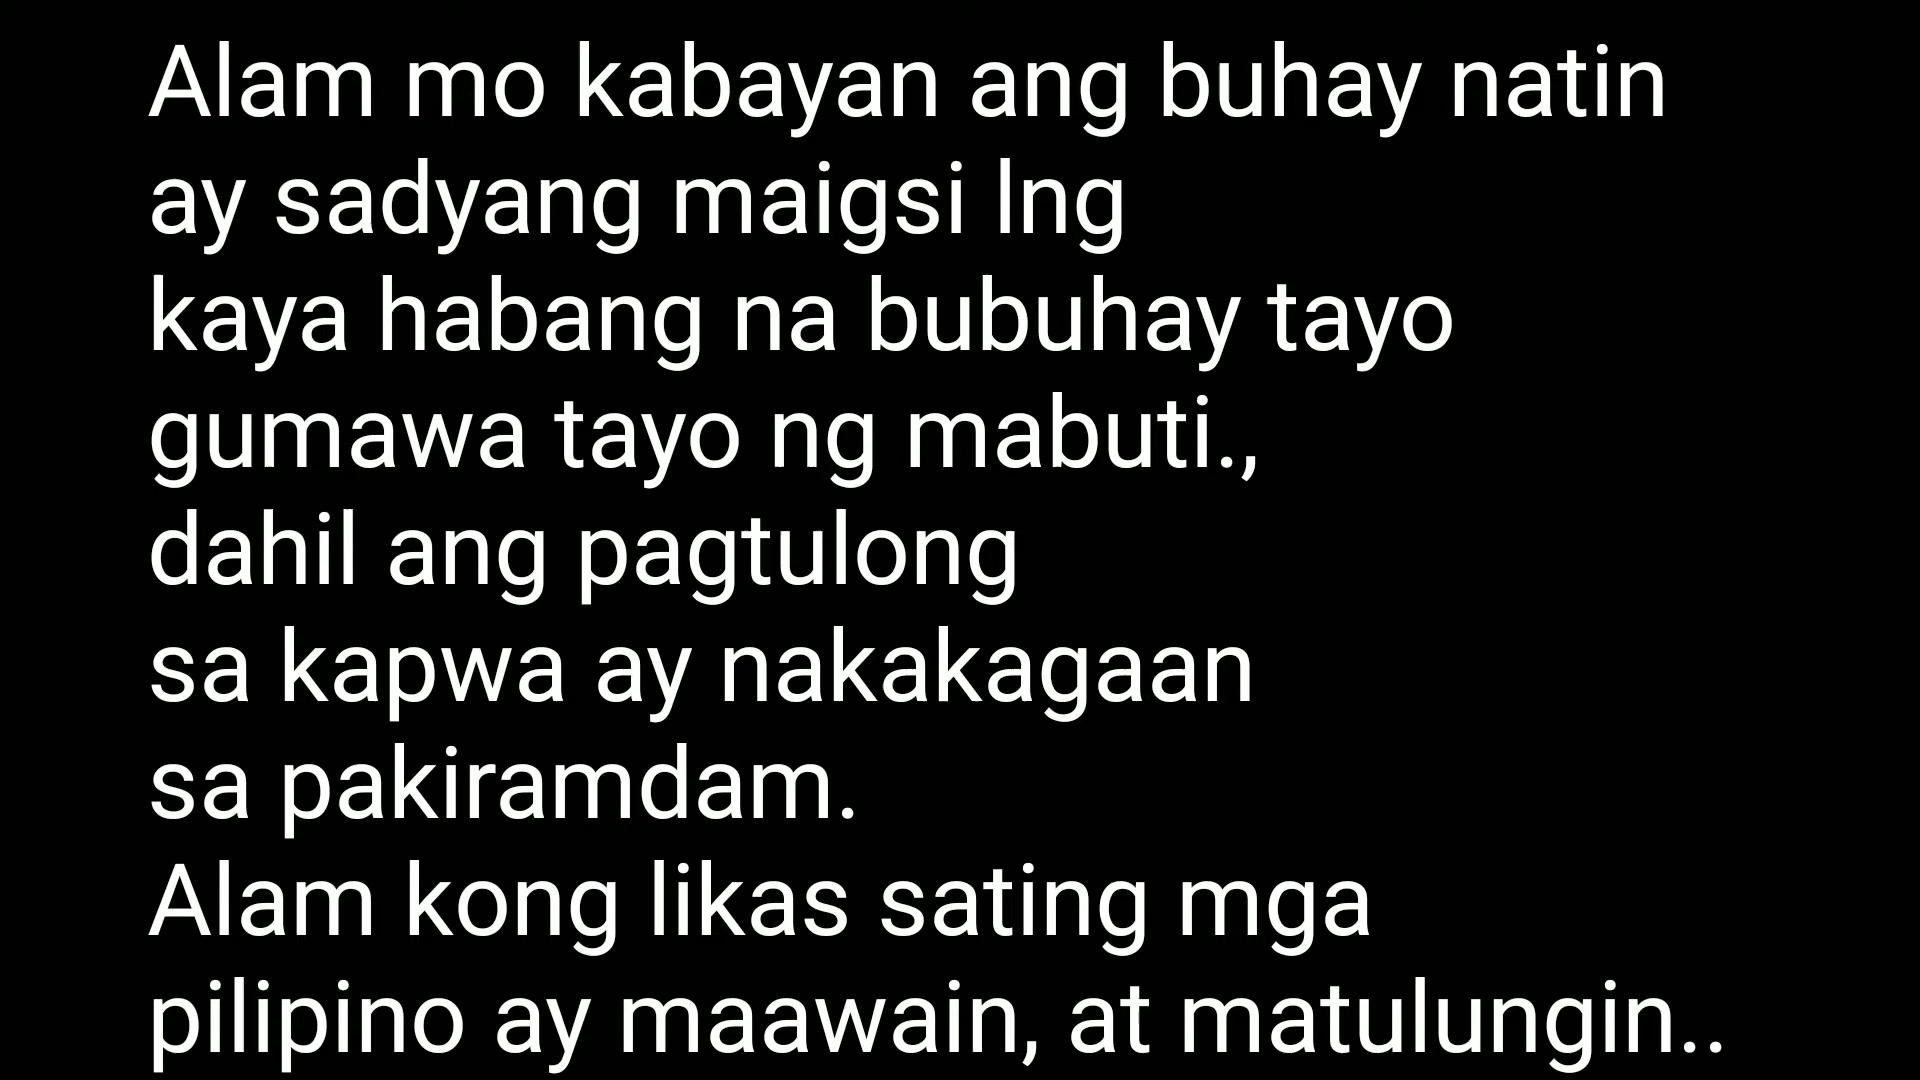 Alam mo kabayan ang buhay natin
ay sadyang maigsi lng
kaya habang na bubuhay tayo
gumawa tayo ng mabuti.,
dahil ang pagtulong
sa kapwa ay nakakagaan
sa pakiramdam.
Alam kong likas sating mga
pilipino ay maawain, at matulungin..